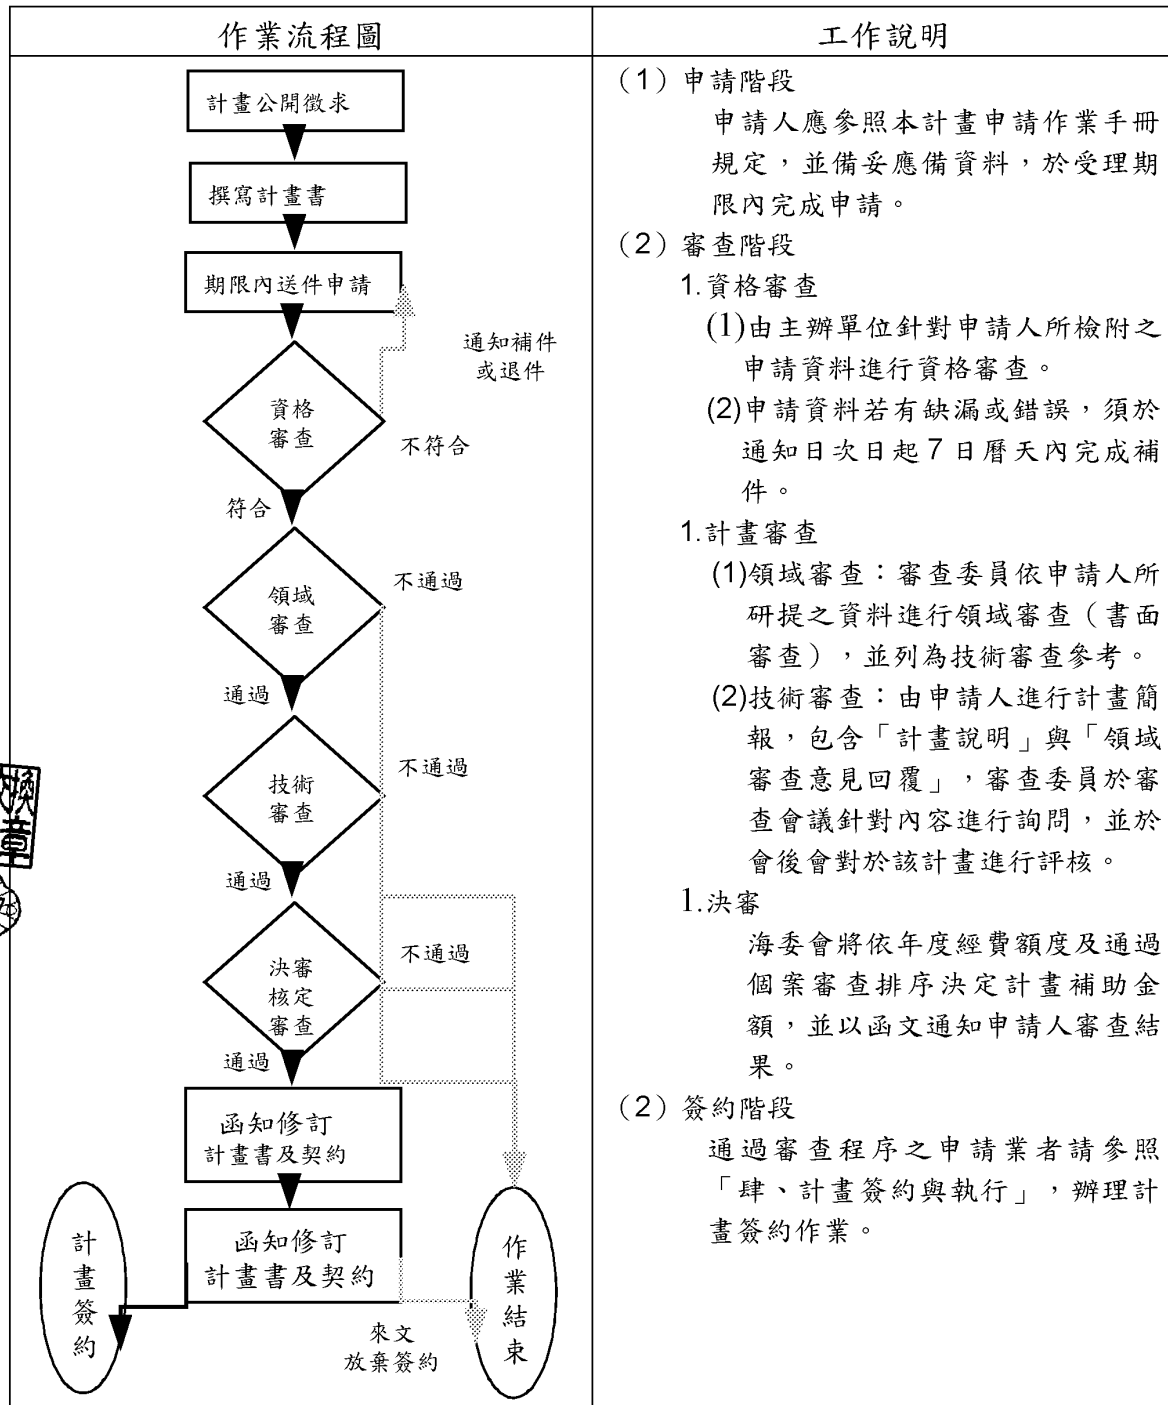 作業流程圖
工作說明
計畫公開徵求
撰寫計畫書
期限內送件申請
通知補件
或退件
資格
審查
不符合
符合
領域
審查
不通過
通過
技術
審查
不通過
通過
決審
核定
審查
不通過
通過
函知修訂
計畫書及契約
函知修訂
計畫書及契約
計畫簽約
作業結束
來文
放棄簽約
（1）申請階段
申請人應參照本計畫申請作業手冊
規定，並備妥應備資料，於受理期
限內完成申請。
（2）審查階段
1.資格審查
(1)由主辦單位針對申請人所檢附之
申請資料進行資格審查。
(2)申請資料若有缺漏或錯誤，須於
通知日次日起7日曆天內完成補
件。
1.計畫審查
(1)領域審查：審查委員依申請人所
研提之資料進行領域審查（書面
審查），並列為技術審查參考。
(2)技術審查：由申請人進行計畫簡
報，包含「計畫說明」與「領域
審查意見回覆」，審查委員於審
查會議針對內容進行詢問，並於
會後會對於該計畫進行評核。
1.決審
海委會將依年度經費額度及通過
個案審查排序決定計畫補助金
額，並以函文通知申請人審查結
果。
（2）簽約階段
通過審查程序之申請業者請參照
「肆、計畫簽約與執行」，辦理計
畫簽約作業。